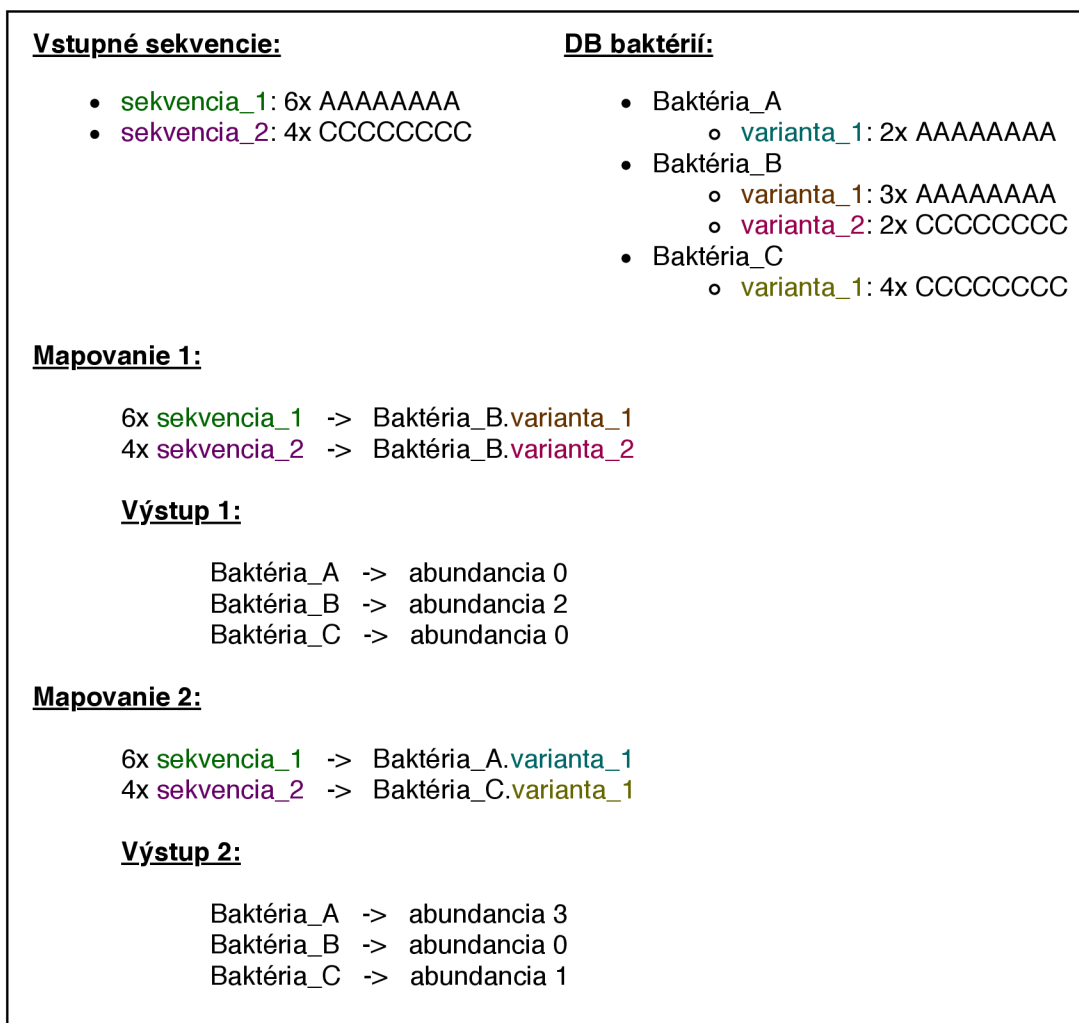 Vstupné sekvencie:
• sekvencia_1: 6x AAAAAAAA
• sekvencia_2: 4x CCCCCCCC
DB baktérií:
• Baktéria_A
varianta_1: 2x AAAAAAAA
• Baktéria_B
varianta_1: 3x AAAAAAAA
varianta_2: 2x CCCCCCCC
• Baktéria_C
varianta_1: 4x CCCCCCCC
Mapovanie 1:
6x sekvencia_1 -> Baktéria_B.varianta_1
4x sekvencia_2 -> Baktéria_B.varianta_2
Výstup 1:
Baktéria_A -> abundancia 0
Baktéria_B -> abundancia 2
Baktéria_C -> abundancia 0
Mapovanie 2:
6x sekvencia_1 -> Baktéria_A.varianta_1
4x sekvencia_2 -> Baktéria_C.varianta_1
Výstup 2:
Baktéria_A -> abundancia 3
Baktéria_B -> abundancia 0
Baktéria_C -> abundancia 1